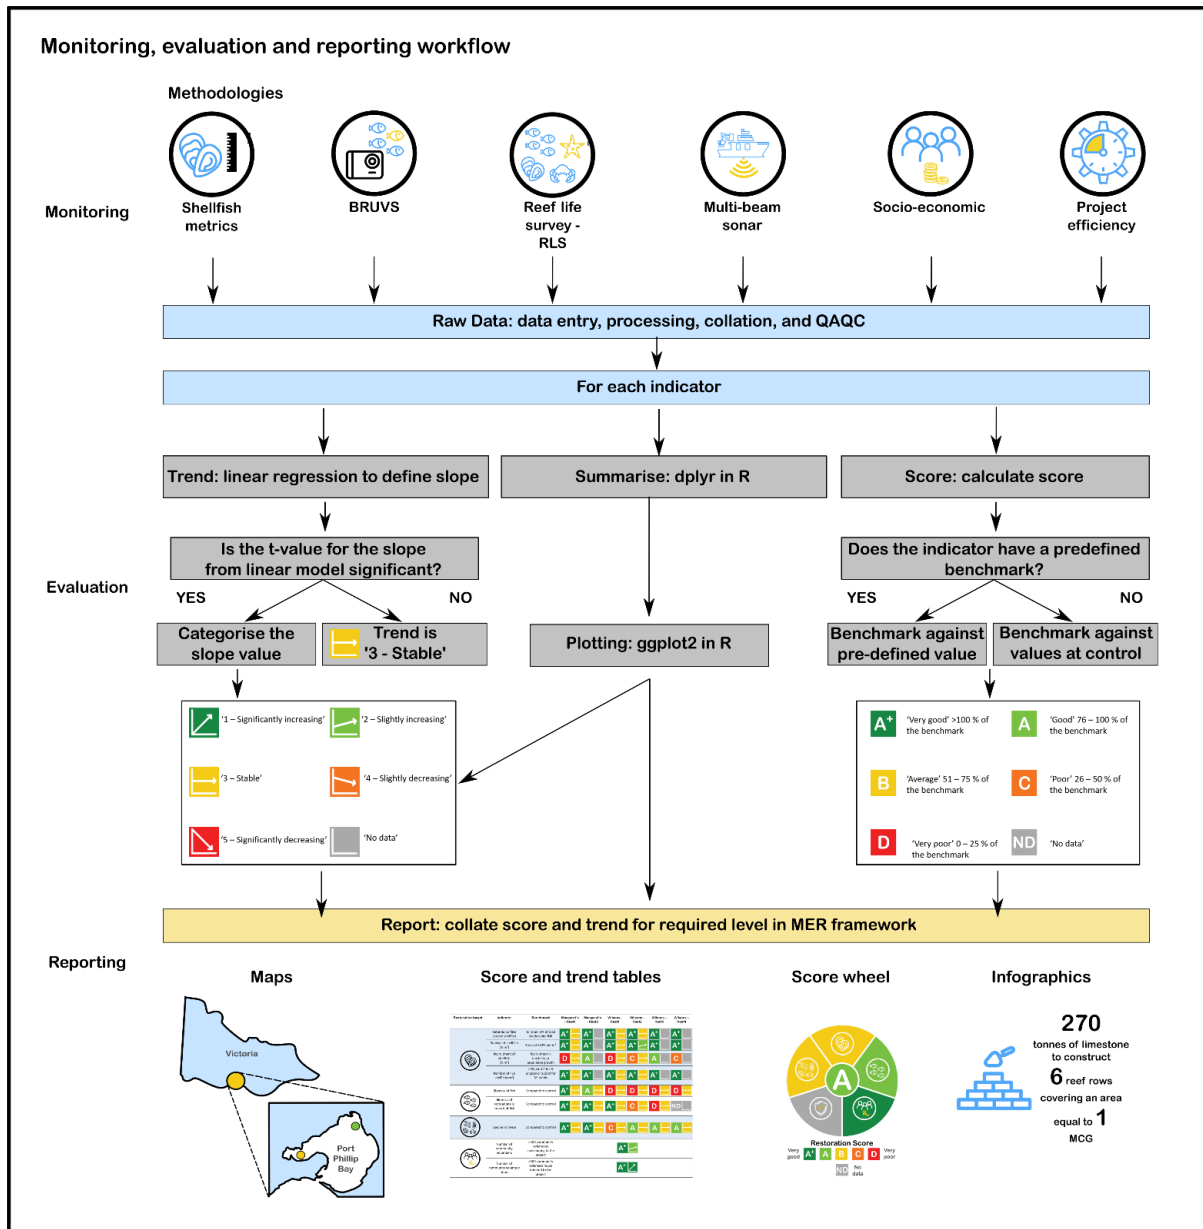 Monitoring, evaluation and reporting workflow
Methodologies
Monitoring
Shellfish
metrics
BRUVS
Reef life
survey -
RLS
Multi-beam
sonar
Socio-economic
Project
efficiency
Raw Data: data entry, processing, collation, and QAQC
For each indicator
Trend: linear regression to define slope
Summarise: dplyr in R
Score: calculate score
Is the t-value for the slope
from linear model significant?
Does the indicator have a predefined
benchmark?
Evaluation
YES
NO
YES
NO
Categorise the
slope value
Trend is
'3 - Stable'
Plotting: ggplot2 in R
Benchmark against
pre-defined value
Benchmark against
values at control
'1 – Significantly increasing'
'2 – Slightly increasing'
'3 – Stable'
'4 – Slightly decreasing'
'5 – Significantly decreasing'
'No data'
A+
'Very good' >100 % of
the benchmark
A
'Good' 76 – 100 % of
the benchmark
B
'Average' 51 – 75 % of
the benchmark
C
'Poor' 26 – 50 % of
the benchmark
D
'Very poor' 0 – 25 % of
the benchmark
ND
'No data'
Report: collate score and trend for required level in MER framework
Reporting
Maps
Score and trend tables
Score wheel
Infographics
Victoria
Port
Phillip
Bay
A
Restoration Score
Very
good
A+ A B C D
Very
poor
ND
No
data
270
tonnes of limestone
to construct
6 reef rows
covering an area
equal to 1
MCG